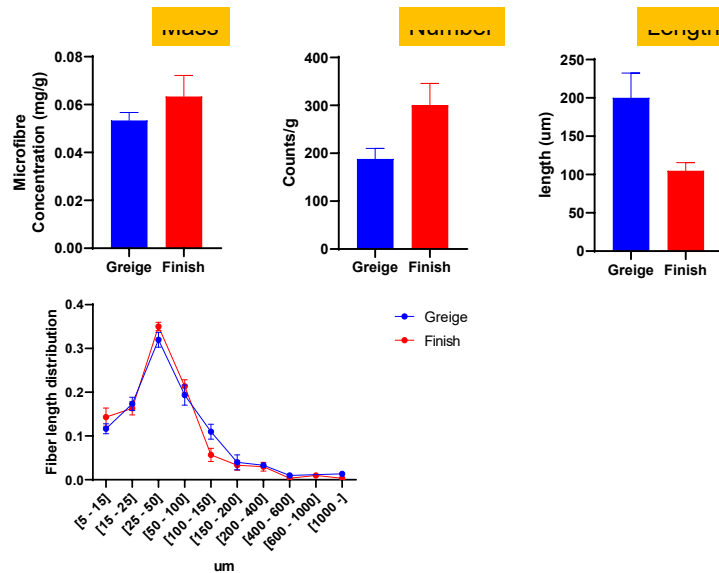 Mass
Number
Length
Microfibre
Concentration (mg/g)
0.08
0.06
0.04
0.02
0.00
Greige Finish
Counts/g
400
300
200
100
0
Greige Finish
length (um)
250
200
150
100
50
0
Greige Finish
Fiber length distribution
0.4
0.3
0.2
0.1
0.0
[5 - 15]
[15 - 25]
[25 - 50]
[50 - 100]
[100 - 150]
[150 - 200]
[200 - 400]
[400 - 600]
[600 - 1000]
[1000 -]
um
Greige
Finish